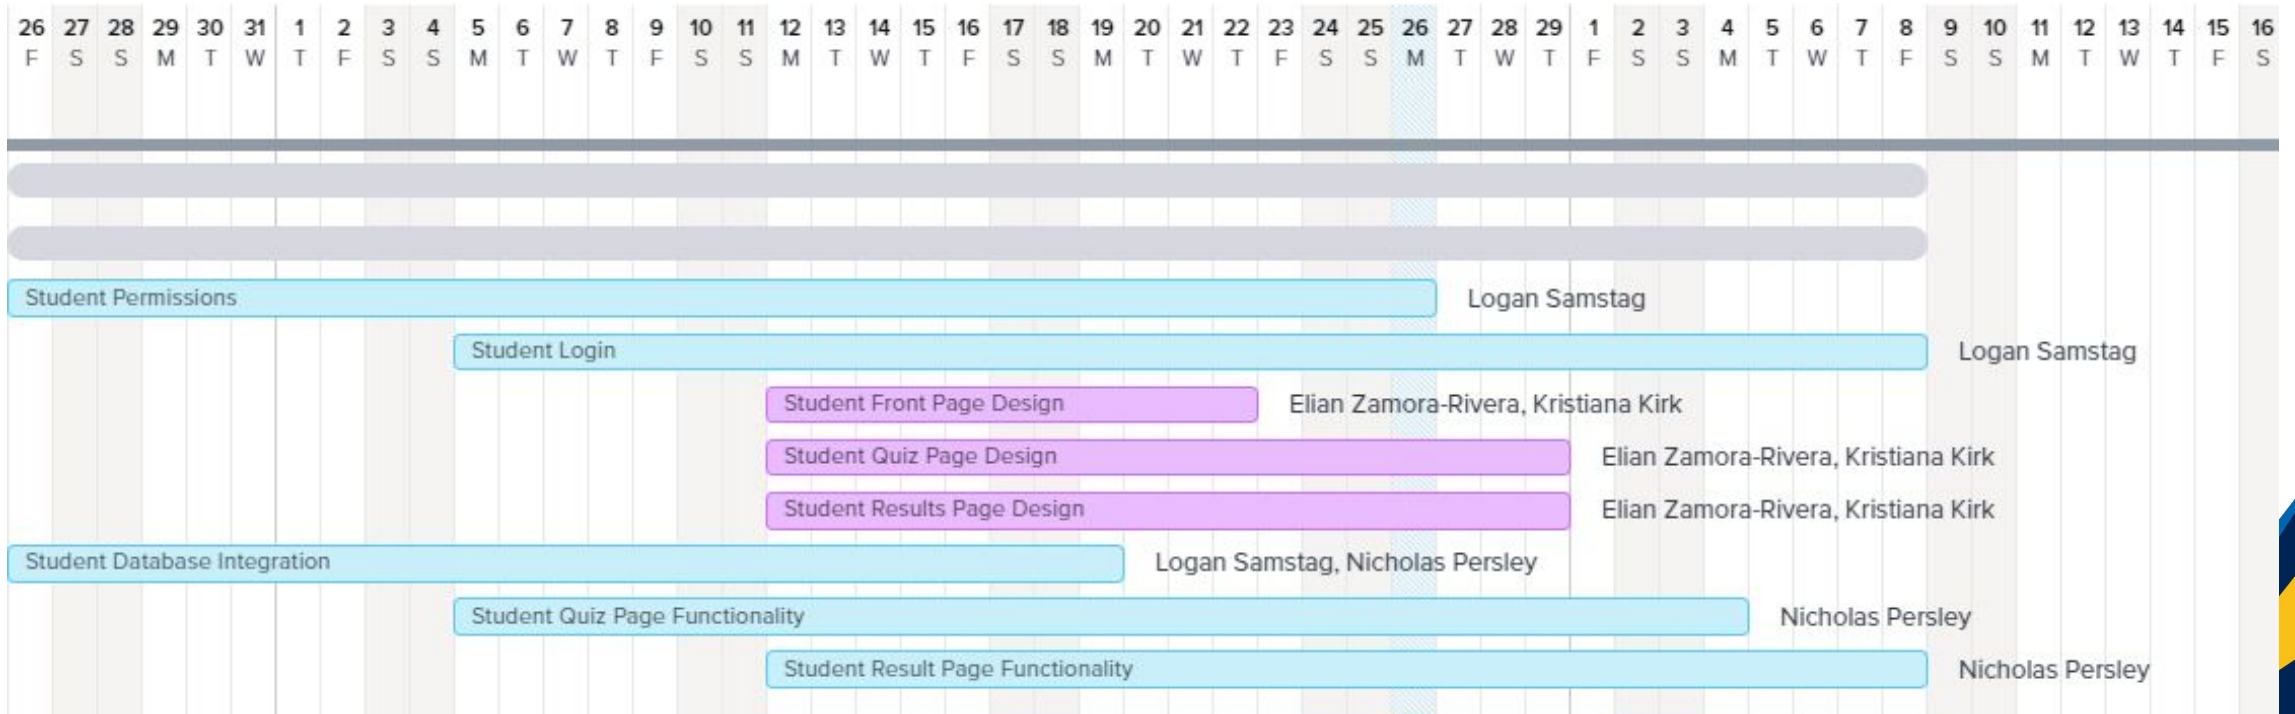 26 27 28 29 30 31 1 2 3 4 5 6 7 8 9 10 11 12 13 14 15 16 17 18 19 20 21 22 23 24 25 26 27 28 29 1 2 3 4 5 6 7 8 9 10 11 12 13 14 15 16
F S S M T W T F S S M T W T F S S M T W T F S S M T W T F S S M T W T F S S M T W T F S S M T W T F S
Student Permissions Logan Samstag
Student Login Logan Samstag
Student Front Page Design Elian Zamora-Rivera, Kristiana Kirk
Student Quiz Page Design Elian Zamora-Rivera, Kristiana Kirk
Student Results Page Design Elian Zamora-Rivera, Kristiana Kirk
Student Database Integration Logan Samstag, Nicholas Persley
Student Quiz Page Functionality Nicholas Persley
Student Result Page Functionality Nicholas Persley